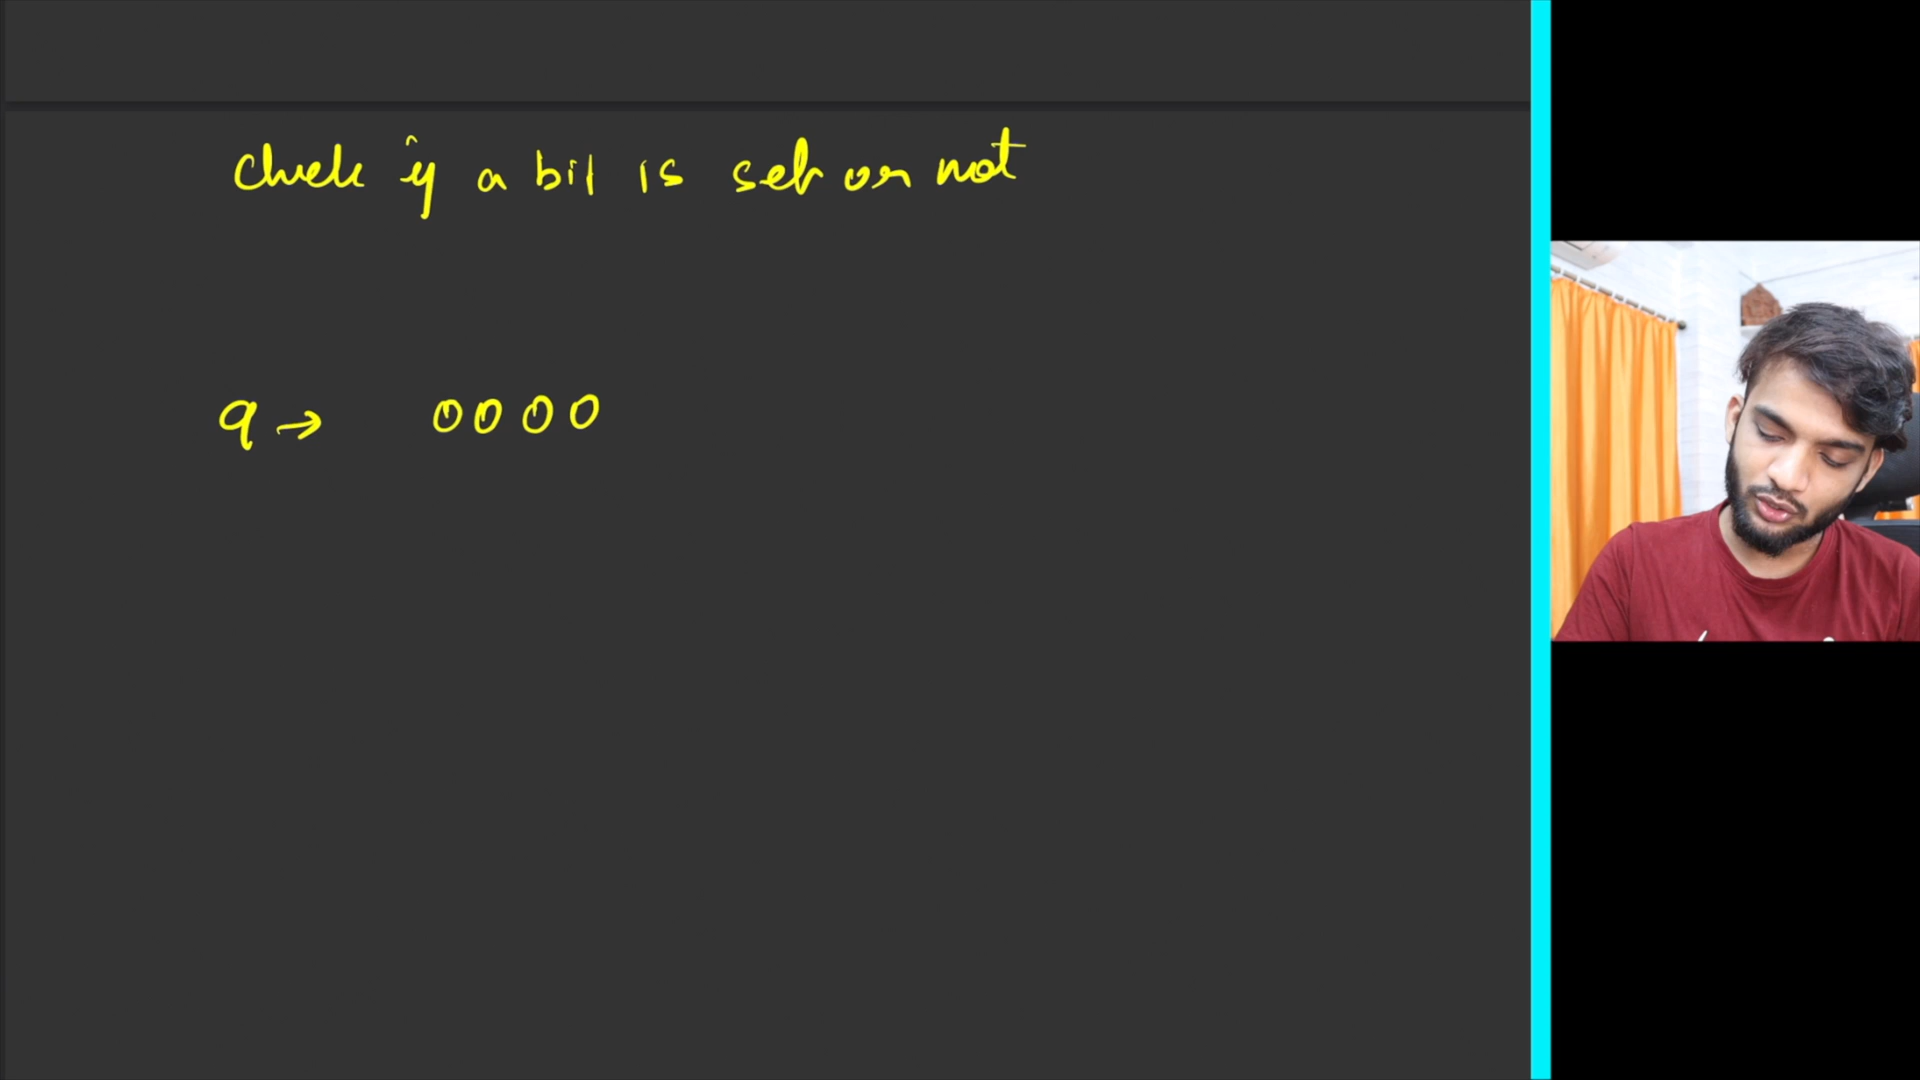 Check if a bit is set or not
9 → 0000